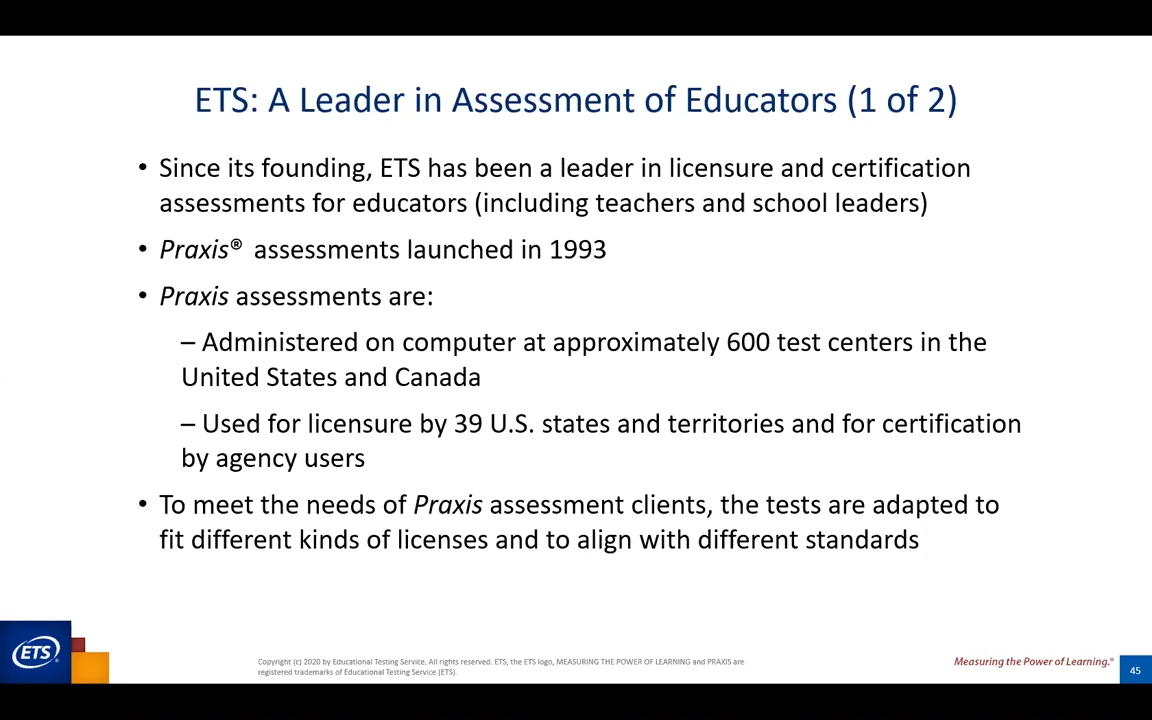 ETS: A Leader in Assessment of Educators (1 of 2)
• Since its founding, ETS has been a leader in licensure and certification
assessments for educators (including teachers and school leaders)
• Praxis® assessments launched in 1993
• Praxis assessments are:
– Administered on computer at approximately 600 test centers in the
United States and Canada
– Used for licensure by 39 U.S. states and territories and for certification
by agency users
• To meet the needs of Praxis assessment clients, the tests are adapted to
fit different kinds of licenses and to align with different standards
ETS®
Copyright (c) 2020 by Educational Testing Service. All rights reserved. ETS, the ETS logo, MEASURING THE POWER OF LEARNING and PRAXIS are
registered trademarks of Educational Testing Service (ETS).
Measuring the Power of Learning.®
45